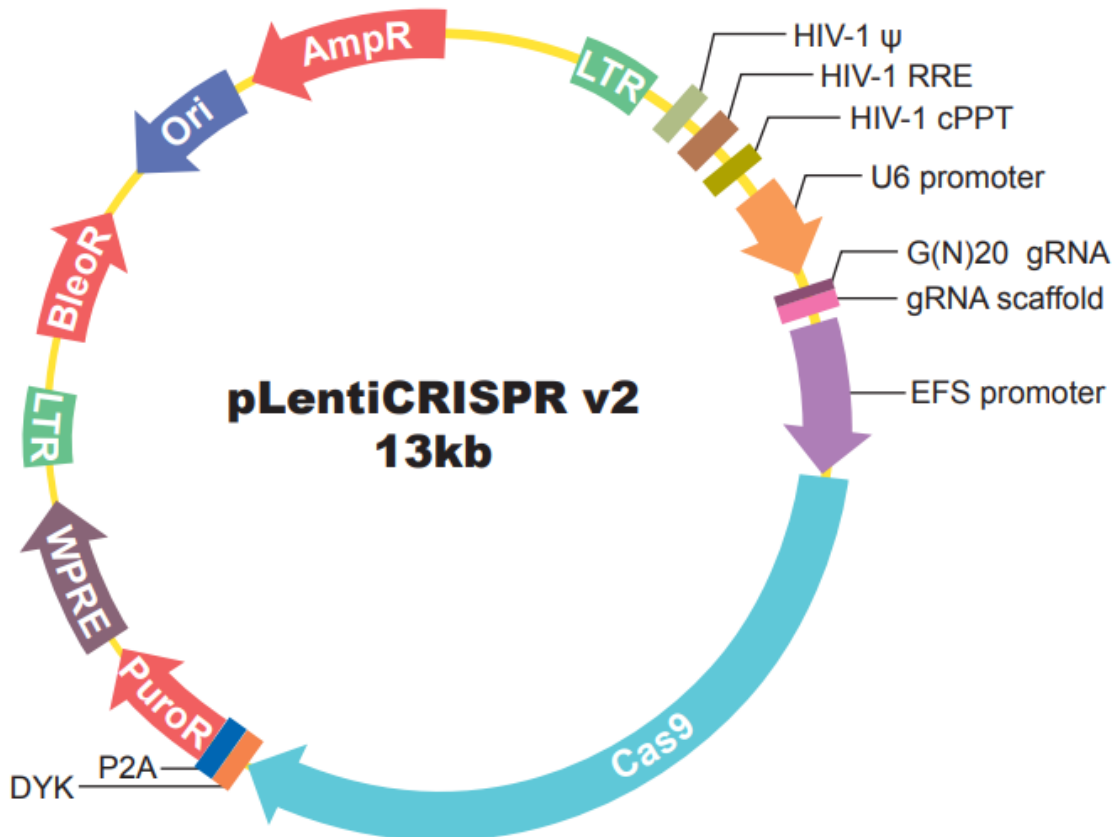 AmpR
LTR
HIV-1 ψ
HIV-1 RRE
HIV-1 cPPT
U6 promoter
G(N)20 gRNA
gRNA scaffold
EFS promoter
Cas9
DYK
P2A
PuroR
WPRE
LTR
BleoR
Ori
pLentiCRISPR v2
13kb